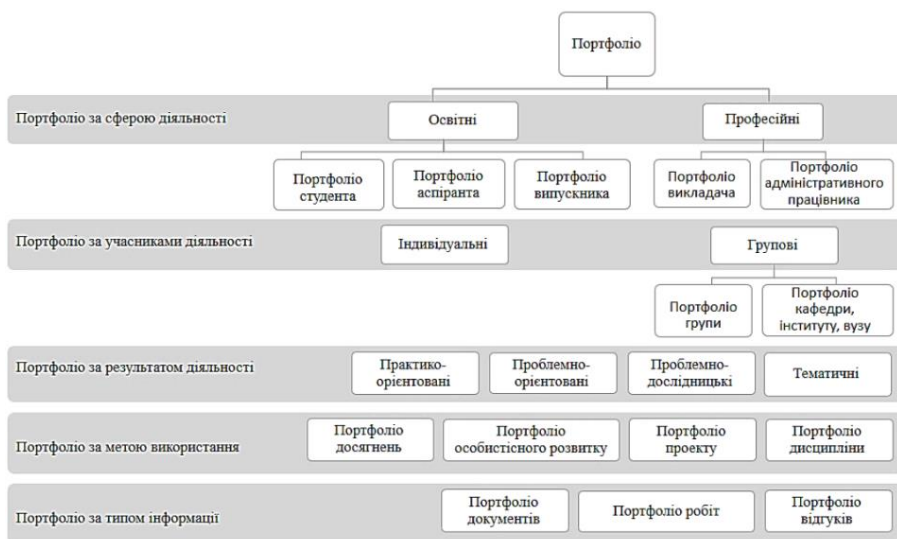 Портфоліо
Портфоліо за сферою діяльності
Освітні
Професійні
Портфоліо
студента
Портфоліо
аспіранта
Портфоліо
випускника
Портфоліо
викладача
Портфоліо
адміністративного
працівника
Портфоліо за учасниками діяльності
Індивідуальні
Групові
Портфоліо
групи
Портфоліо
кафедри,
інституту, вузу
Портфоліо за результатом діяльності
Практико-
орієнтовані
Проблемно-
орієнтовані
Проблемно-
дослідницькі
Тематичні
Портфоліо за метою використання
Портфоліо
досягнень
Портфоліо
особистісного розвитку
Портфоліо
проекту
Портфоліо
дисципліни
Портфоліо за типом інформації
Портфоліо
документів
Портфоліо робіт
Портфоліо
відгуків